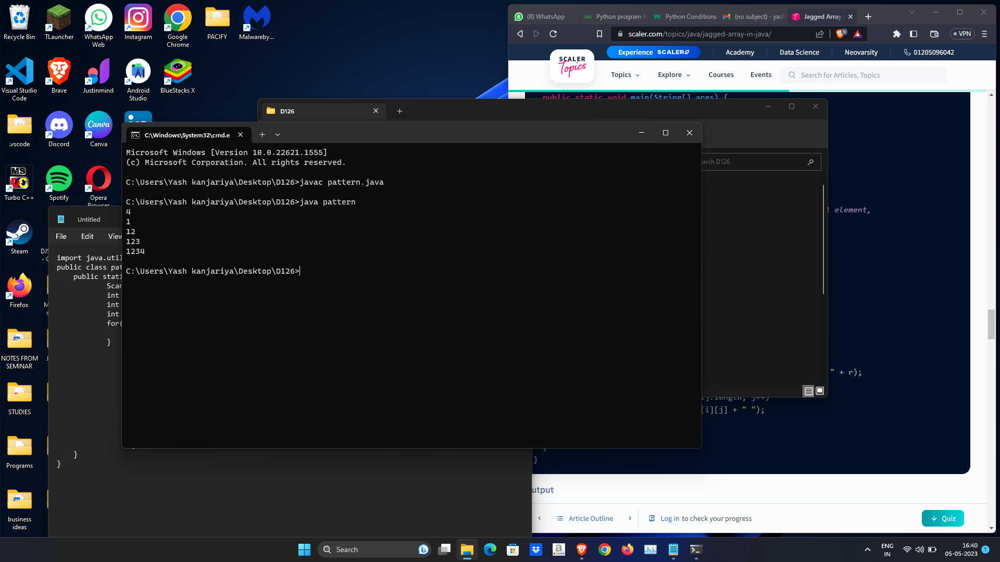 Recycle Bin
TLauncher
WhatsApp
Web
Instagram
Google
Chrome
PACIFY
Malwareby...
Visual Studio
Code
Brave
Justinmind
Android
Studio
BlueStacks X
.vscode
Discord
Canva
Canva
MS
Turbo C++
Spotify
Opera
Browser
Steam
Firefox
NOTES FROM
SEMINAR
STUDIES
Programs
business
ideas
(8) WhatsApp
Python program f
Python Conditions
(no subject) - yash
Jagged Array
scaler.com/topics/java/jagged-array-in-java/
VPN
Experience SCALER
Academy
Data Science
Neovarsity
01205096042
SCALER
Topics
Topics
Explore
Courses
Events
Search for Articles, Topics
public static void main(String[] args) {
D126
earch D126
l element,
" + r);
].length; j++)
[i][j] + " ");
}
}
utput
Article Outline
Log in to check your progress
Quiz
C:\Windows\System32\cmd.e
Microsoft Windows [Version 10.0.22621.1555]
(c) Microsoft Corporation. All rights reserved.
C:\Users\Yash kanjariya\Desktop\D126>javac pattern.java
C:\Users\Yash kanjariya\Desktop\D126>java pattern
4
1
12
123
1234
C:\Users\Yash kanjariya\Desktop\D126>
Untitled
File
Edit
View
import java.util
public class pat
public stati
Scan
int
int
int
for(
}
}
}
Search
ENG
IN
16:40
05-05-2023
1